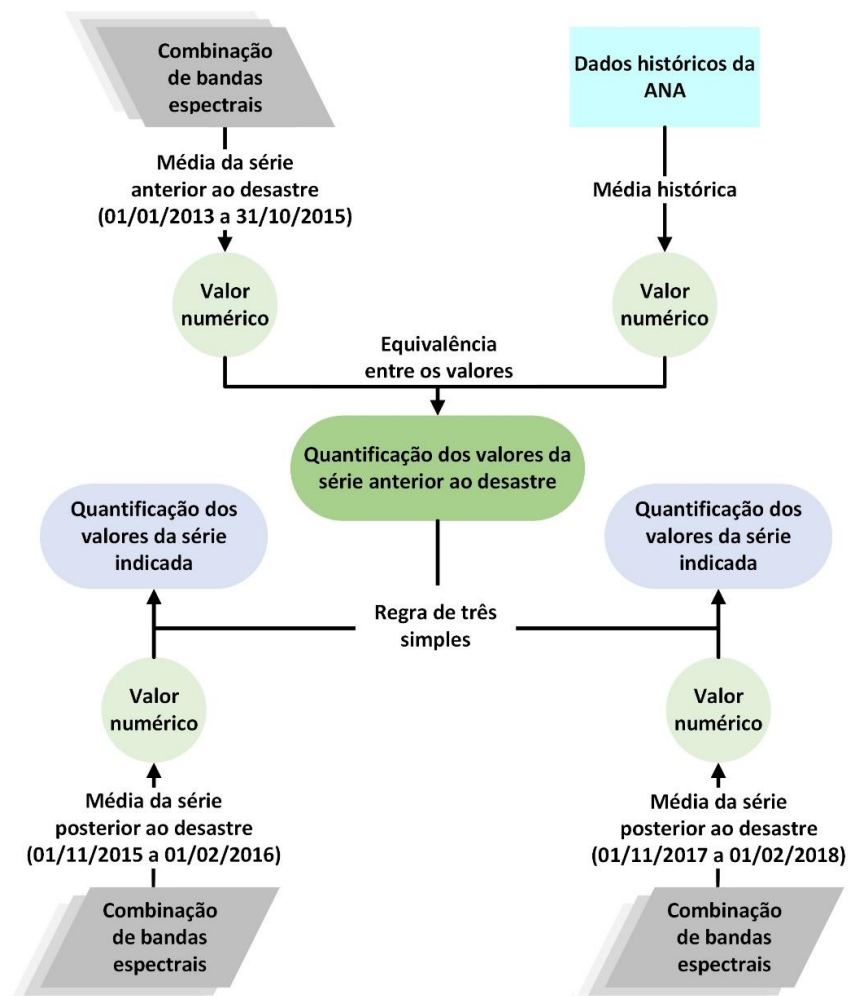 Combinação
de bandas
espectrais
Dados históricos da
ANA
Média da série
anterior ao desastre
(01/01/2013 a 31/10/2015)
Média histórica
Valor
numérico
Valor
numérico
Equivalência
entre os valores
Quantificação dos valores da
série anterior ao desastre
Quantificação dos
valores da série
indicada
Quantificação dos
valores da série
indicada
Regra de três
simples
Valor
numérico
Valor
numérico
Média da série
posterior ao desastre
(01/11/2015 a 01/02/2016)
Média da série
posterior ao desastre
(01/11/2017 a 01/02/2018)
Combinação
de bandas
espectrais
Combinação
de bandas
espectrais